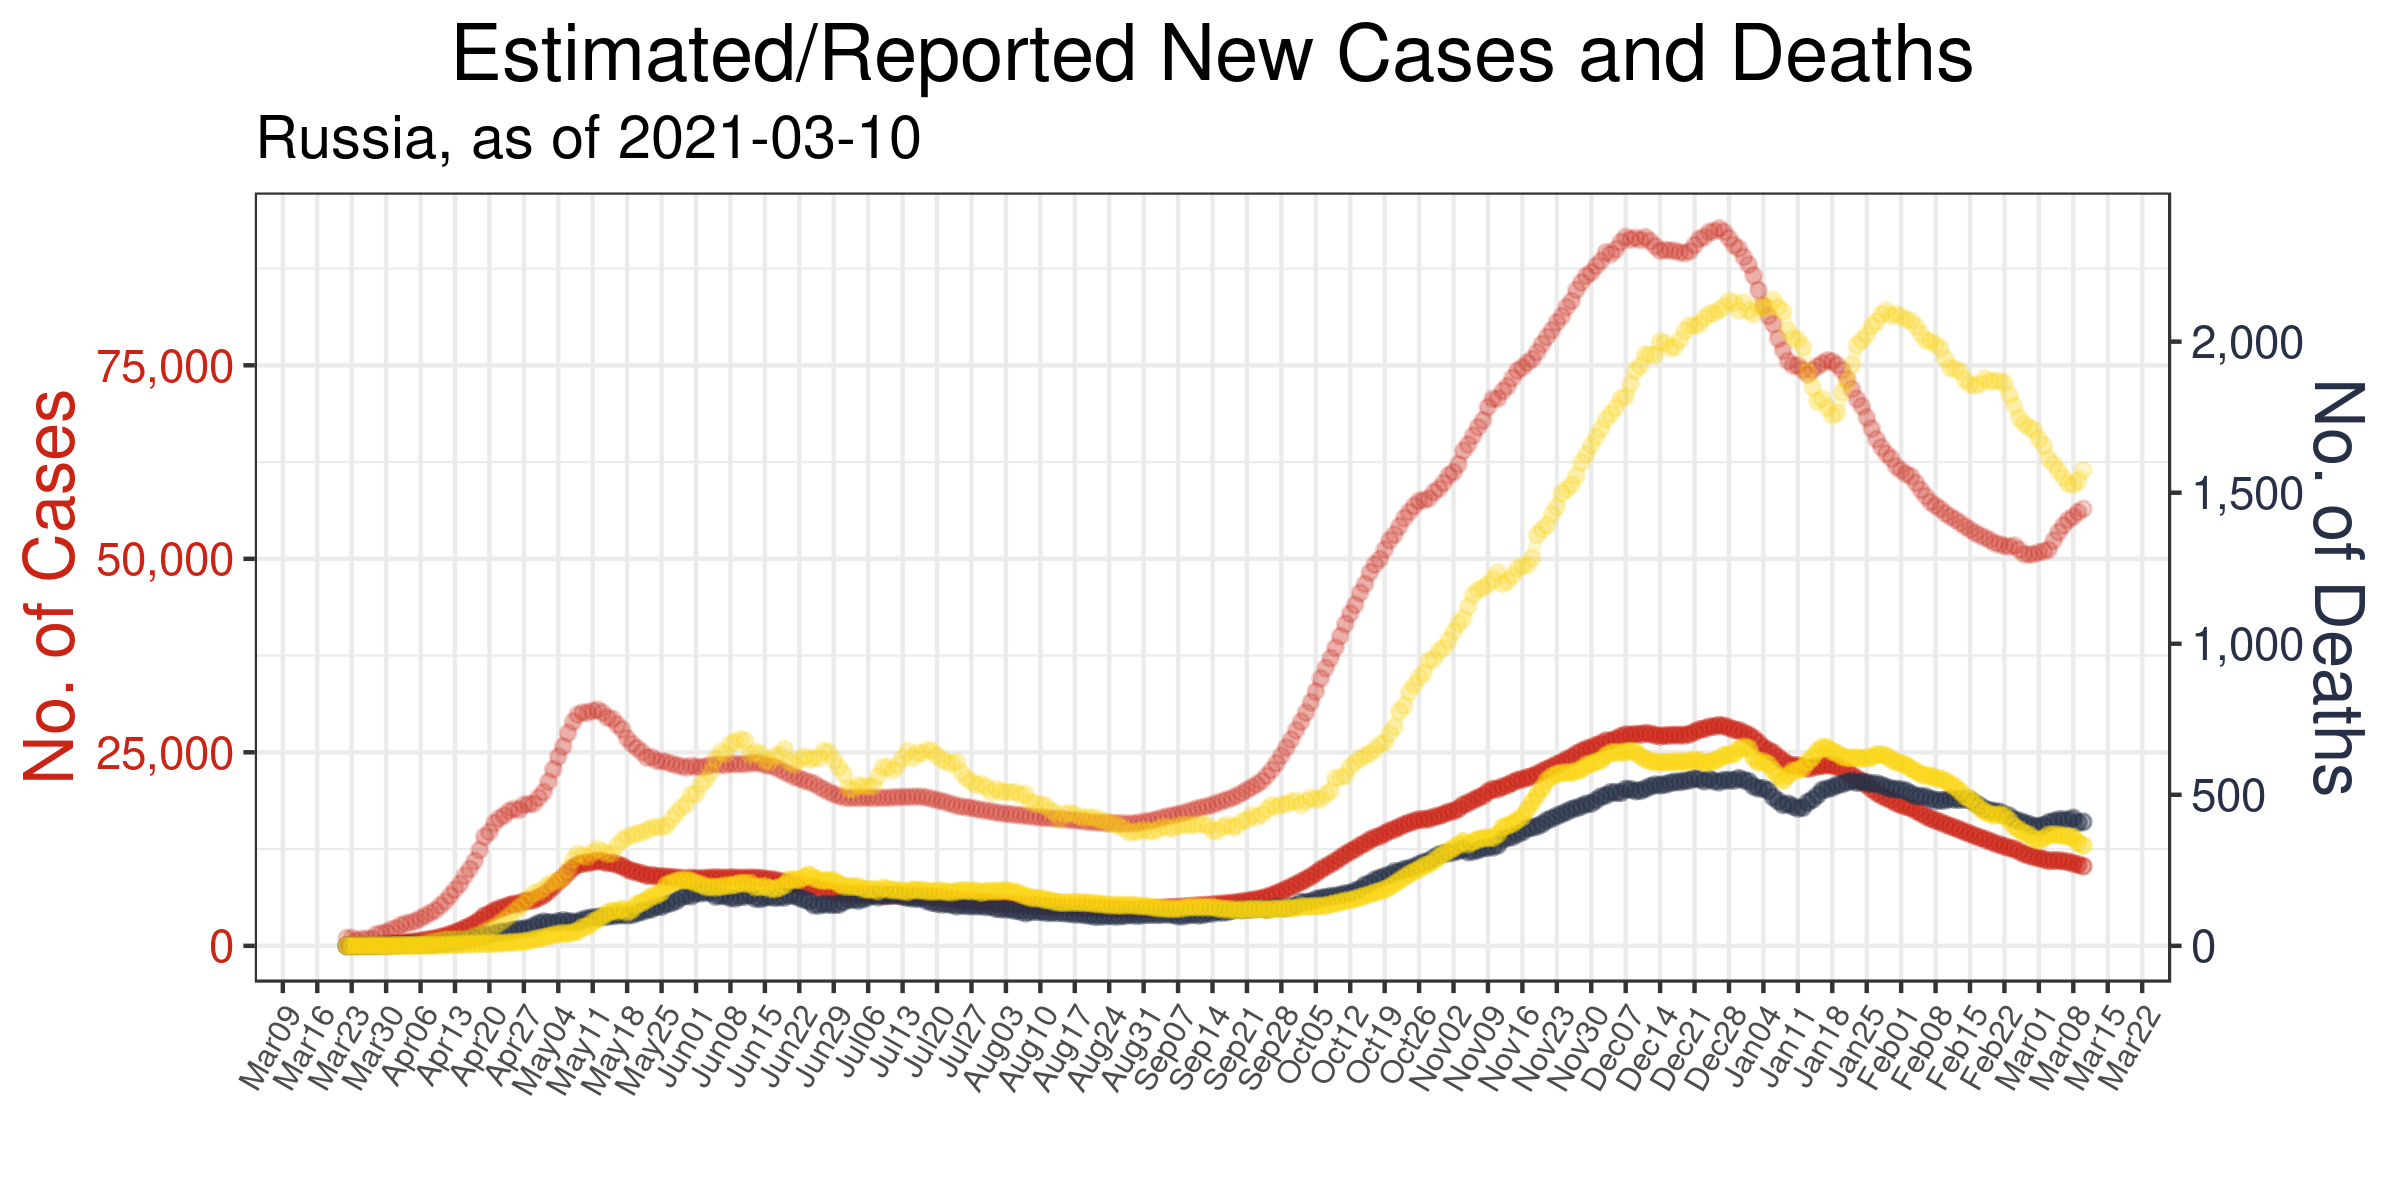 Estimated/Reported New Cases and Deaths
Russia, as of 2021-03-10
No. of Cases
75,000
50,000
25,000
0
2,000
1,500
1,000
500
0
No. of Deaths
Mar09
Mar16
Mar23
Mar30
Apr06
Apr13
Apr20
Apr27
May04
May11
May18
May25
Jun01
Jun08
Jun15
Jun22
Jun29
Jul06
Jul13
Jul20
Jul27
Aug03
Aug10
Aug17
Aug24
Aug31
Sep07
Sep14
Sep21
Sep28
Oct05
Oct12
Oct19
Oct26
Nov02
Nov09
Nov16
Nov23
Nov30
Dec07
Dec14
Dec21
Dec28
Jan04
Jan11
Jan18
Jan25
Feb01
Feb08
Feb15
Feb22
Mar01
Mar08
Mar15
Mar22